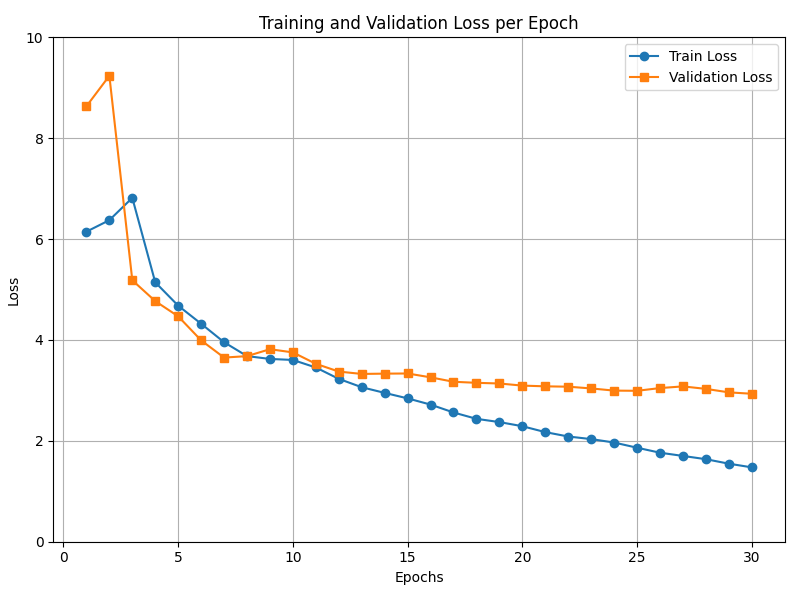 Training and Validation Loss per Epoch
Train Loss
Validation Loss
Loss
10
8
6
4
2
0
0 5 10 15 20 25 30
Epochs